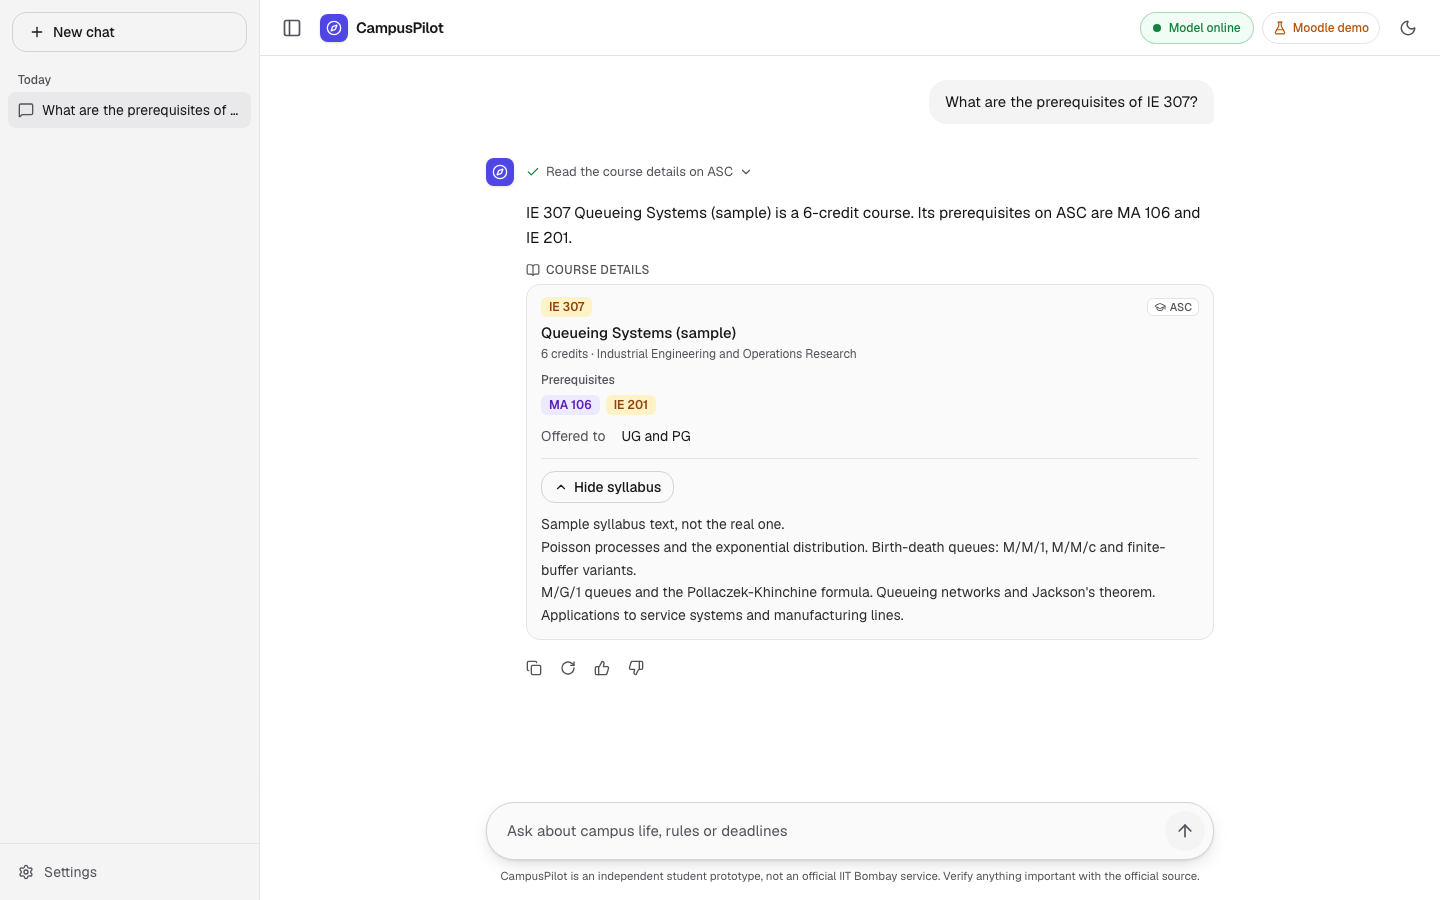 New chat
Today
What are the prerequisites of ...
Settings
CampusPilot
Model online
Moodle demo
What are the prerequisites of IE 307?
Read the course details on ASC
IE 307 Queueing Systems (sample) is a 6-credit course. Its prerequisites on ASC are MA 106 and
IE 201.
COURSE DETAILS
IE 307
ASC
Queueing Systems (sample)
6 credits · Industrial Engineering and Operations Research
Prerequisites
MA 106 IE 201
Offered to UG and PG
Hide syllabus
Sample syllabus text, not the real one.
Poisson processes and the exponential distribution. Birth-death queues: M/M/1, M/M/c and finite-
buffer variants.
M/G/1 queues and the Pollaczek-Khinchine formula. Queueing networks and Jackson's theorem.
Applications to service systems and manufacturing lines.
Ask about campus life, rules or deadlines
CampusPilot is an independent student prototype, not an official IIT Bombay service. Verify anything important with the official source.